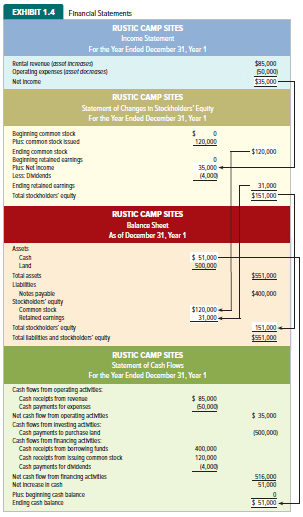 EXHIBIT 1.4 Financial Statements
RUSTIC CAMP SITES
Income Statement
For the Year Ended December 31, Year 1
Rental revenue (asset increases) $85,000
Operating expenses (asset decreases) (50,000)
Net income $35,000
RUSTIC CAMP SITES
Statement of Changes in Stockholders' Equity
For the Year Ended December 31, Year 1
Beginning common stock $ 0
Plus: common stock issued 120,000
Ending common stock $120,000
Beginning retained earnings 0
Plus: Net income 35,000
Less: Dividends (4,000)
Ending retained earnings 31,000
Total stockholders' equity $151,000
RUSTIC CAMP SITES
Balance Sheet
As of December 31, Year 1
Assets
Cash $ 51,000
Land 500,000
Total assets $551,000
Liabilities
Notes payable $400,000
Stockholders' equity
Common stock $120,000
Retained earnings 31,000
Total stockholders' equity 151,000
Total liabilities and stockholders' equity $551,000
RUSTIC CAMP SITES
Statement of Cash Flows
For the Year Ended December 31, Year 1
Cash flows from operating activities:
Cash receipts from revenue $ 85,000
Cash payments for expenses (50,000)
Net cash flow from operating activities $ 35,000
Cash flows from investing activities:
Cash payments to purchase land (500,000)
Cash flows from financing activities:
Cash receipts from borrowing funds 400,000
Cash receipts from issuing common stock 120,000
Cash payments for dividends (4,000)
Net cash flow from financing activities 516,000
Net increase in cash 51,000
Plus: beginning cash balance 0
Ending cash balance $ 51,000